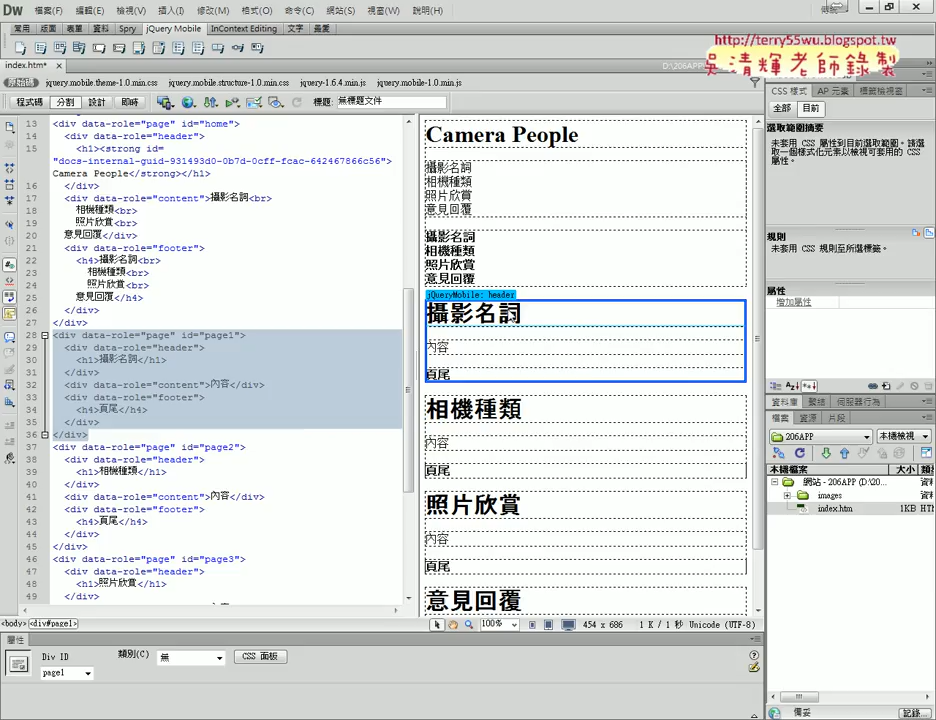 Dw 檔案(F) 編輯(E) 檢視(V) 插入(I) 修改(M) 格式(O) 命令(C) 網站(S) 視窗(W) 說明(H)
常用 版面 表單 資料 Spry jQuery Mobile InContext Editing 文字 最愛
http://terry55wu.blogspot.tw
吳清輝老師錄製
index.htm* ×
原始碼 jquery.mobile.theme-1.0.min.css jquery.mobile.structure-1.0.min.css jquery-1.6.4.min.js jquery.mobile-1.0.min.js
程式碼 分割 設計 即時 標題: 無標題文件
13 <div data-role="page" id="home">
14 <div data-role="header">
15 <h1><strong id=
"docs-internal-guid-931493d0-0b7d-0cff-fcac-642467866c56">
Camera People</strong></h1>
16 </div>
17 <div data-role="content">攝影名詞<br>
18 相機種類<br>
19 照片欣賞<br>
20 意見回覆</div>
21 <div data-role="footer">
22 <h4>攝影名詞<br>
23 相機種類<br>
24 照片欣賞<br>
25 意見回覆</h4>
26 </div>
27 </div>
28 <div data-role="page" id="page1">
29 <div data-role="header">
30 <h1>攝影名詞</h1>
31 </div>
32 <div data-role="content">內容</div>
33 <div data-role="footer">
34 <h4>頁尾</h4>
35 </div>
36 </div>
37 <div data-role="page" id="page2">
38 <div data-role="header">
39 <h1>相機種類</h1>
40 </div>
41 <div data-role="content">內容</div>
42 <div data-role="footer">
43 <h4>頁尾</h4>
44 </div>
45 </div>
46 <div data-role="page" id="page3">
47 <div data-role="header">
48 <h1>照片欣賞</h1>
49 </div>
Camera People
攝影名詞
相機種類
照片欣賞
意見回覆
攝影名詞
相機種類
照片欣賞
意見回覆
jQueryMobile: header
攝影名詞
內容
頁尾
相機種類
內容
頁尾
照片欣賞
內容
頁尾
意見回覆
<body> <div#page1> 100% 454 x 686 1 K / 1 秒 Unicode (UTF-8)
屬性
Div ID 類別(C) 無 CSS 面板
page1
CSS 樣式 AP 元素 標籤檢視窗
全部 目前
選取範圍摘要
未套用 CSS 屬性到目前選取範圍。請選
取一個樣式化元素以檢視可套用的 CSS
屬性。
規則
未套用 CSS 規則至所選標籤。
屬性
增加屬性
資料庫 繫結 伺服器行為
檔案 資源 片段
206APP 本機檢視
本機檔案 大小
網站 - 206APP (D:\20...
images
index.htm 1KB
備妥 記錄...